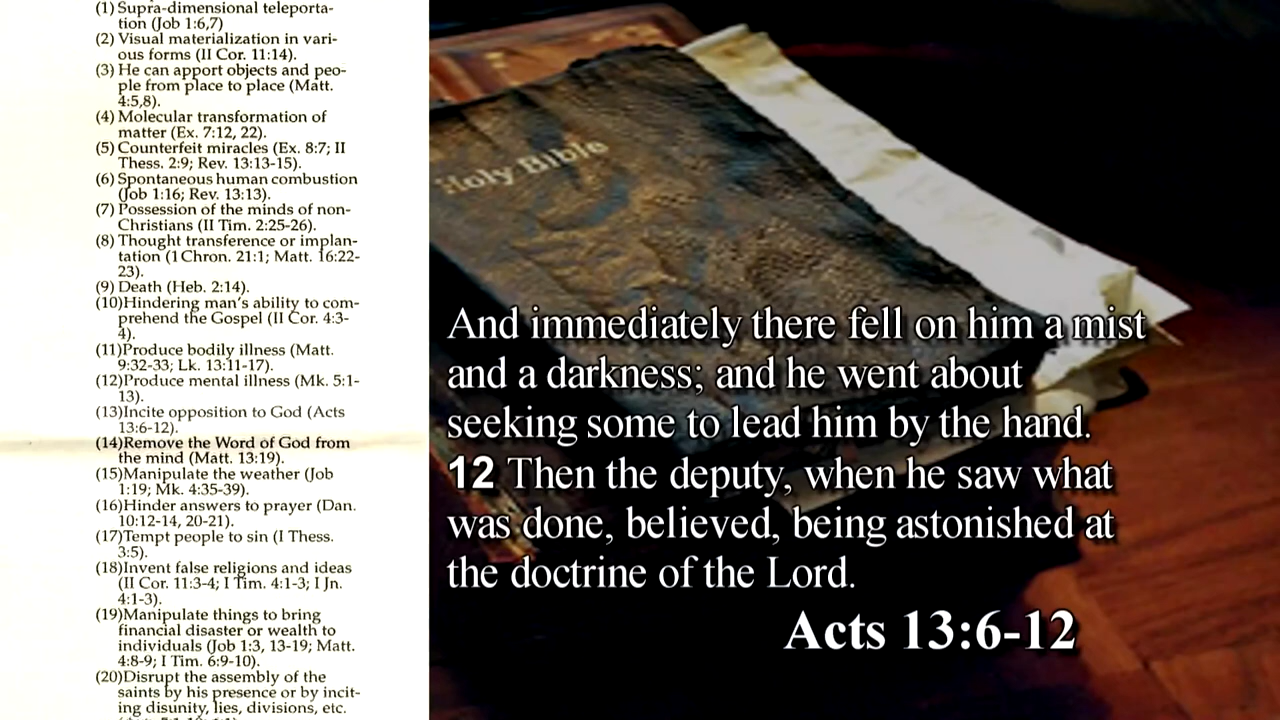 (1) Supra-dimensional teleporta-
tion (Job 1:6,7)
(2) Visual materialization in vari-
ous forms (II Cor. 11:14).
(3) He can apport objects and peo-
ple from place to place (Matt.
4:5,8).
(4) Molecular transformation of
matter (Ex. 7:12, 22).
(5) Counterfeit miracles (Ex. 8:7; II
Thess. 2:9; Rev. 13:13-15).
(6) Spontaneous human combustion
(Job 1:16; Rev. 13:13).
(7) Possession of the minds of non-
Christians (II Tim. 2:25-26).
(8) Thought transference or implan-
tation (1 Chron. 21:1; Matt. 16:22-
23).
(9) Death (Heb. 2:14).
(10)Hindering man's ability to com-
prehend the Gospel (II Cor. 4:3-
4).
(11)Produce bodily illness (Matt.
9:32-33; Lk. 13:11-17).
(12)Produce mental illness (Mk. 5:1-
13).
(13)Incite opposition to God (Acts
13:6-12).
(14)Remove the Word of God from
the mind (Matt. 13:19).
(15)Manipulate the weather (Job
1:19; Mk. 4:35-39).
(16)Hinder answers to prayer (Dan.
10:12-14, 20-21).
(17)Tempt people to sin (I Thess.
3:5).
(18)Invent false religions and ideas
(II Cor. 11:3-4; I Tim. 4:1-3; I Jn.
4:1-3).
(19)Manipulate things to bring
financial disaster or wealth to
individuals (Job 1:3, 13-19; Matt.
4:8-9; I Tim. 6:9-10).
(20)Disrupt the assembly of the
saints by his presence or by incit-
ing disunity, lies, divisions, etc.
Holy Bible
And immediately there fell on him a mist
and a darkness; and he went about
seeking some to lead him by the hand.
12 Then the deputy, when he saw what
was done, believed, being astonished at
the doctrine of the Lord.
Acts 13:6-12